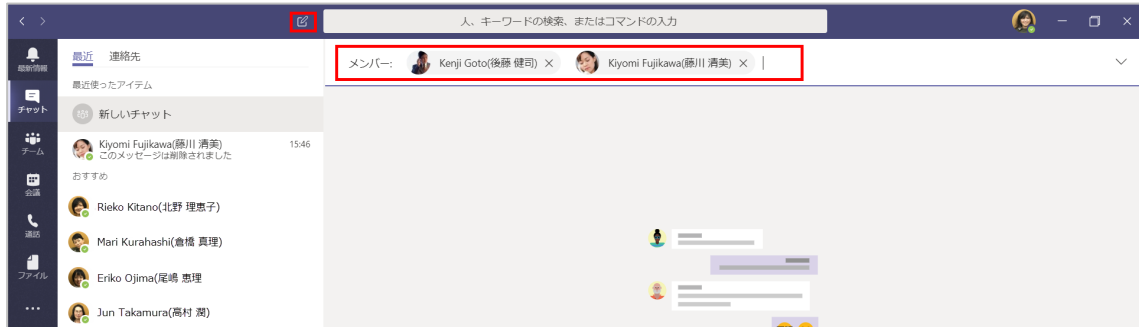 人、キーワードの検索、またはコマンドの入力
最新情報
チャット
チーム
会議
通話
ファイル
最近 連絡先
最近使ったアイテム
新しいチャット
Kiyomi Fujikawa(藤川 清美) 15:46
このメッセージは削除されました
おすすめ
Rieko Kitano(北野 理恵子)
Mari Kurahashi(倉橋 真理)
Eriko Ojima(尾嶋 恵理
Jun Takamura(高村 潤)
メンバー: Kenji Goto(後藤 健司) × Kiyomi Fujikawa(藤川 清美) ×